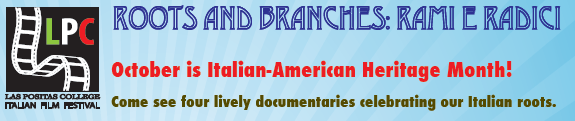 LPC
LAS POSITAS COLLEGE
ITALIAN FILM FESTIVAL
ROOTS AND BRANCHES: RAMI E RADICI
October is Italian-American Heritage Month!
Come see four lively documentaries celebrating our Italian roots.